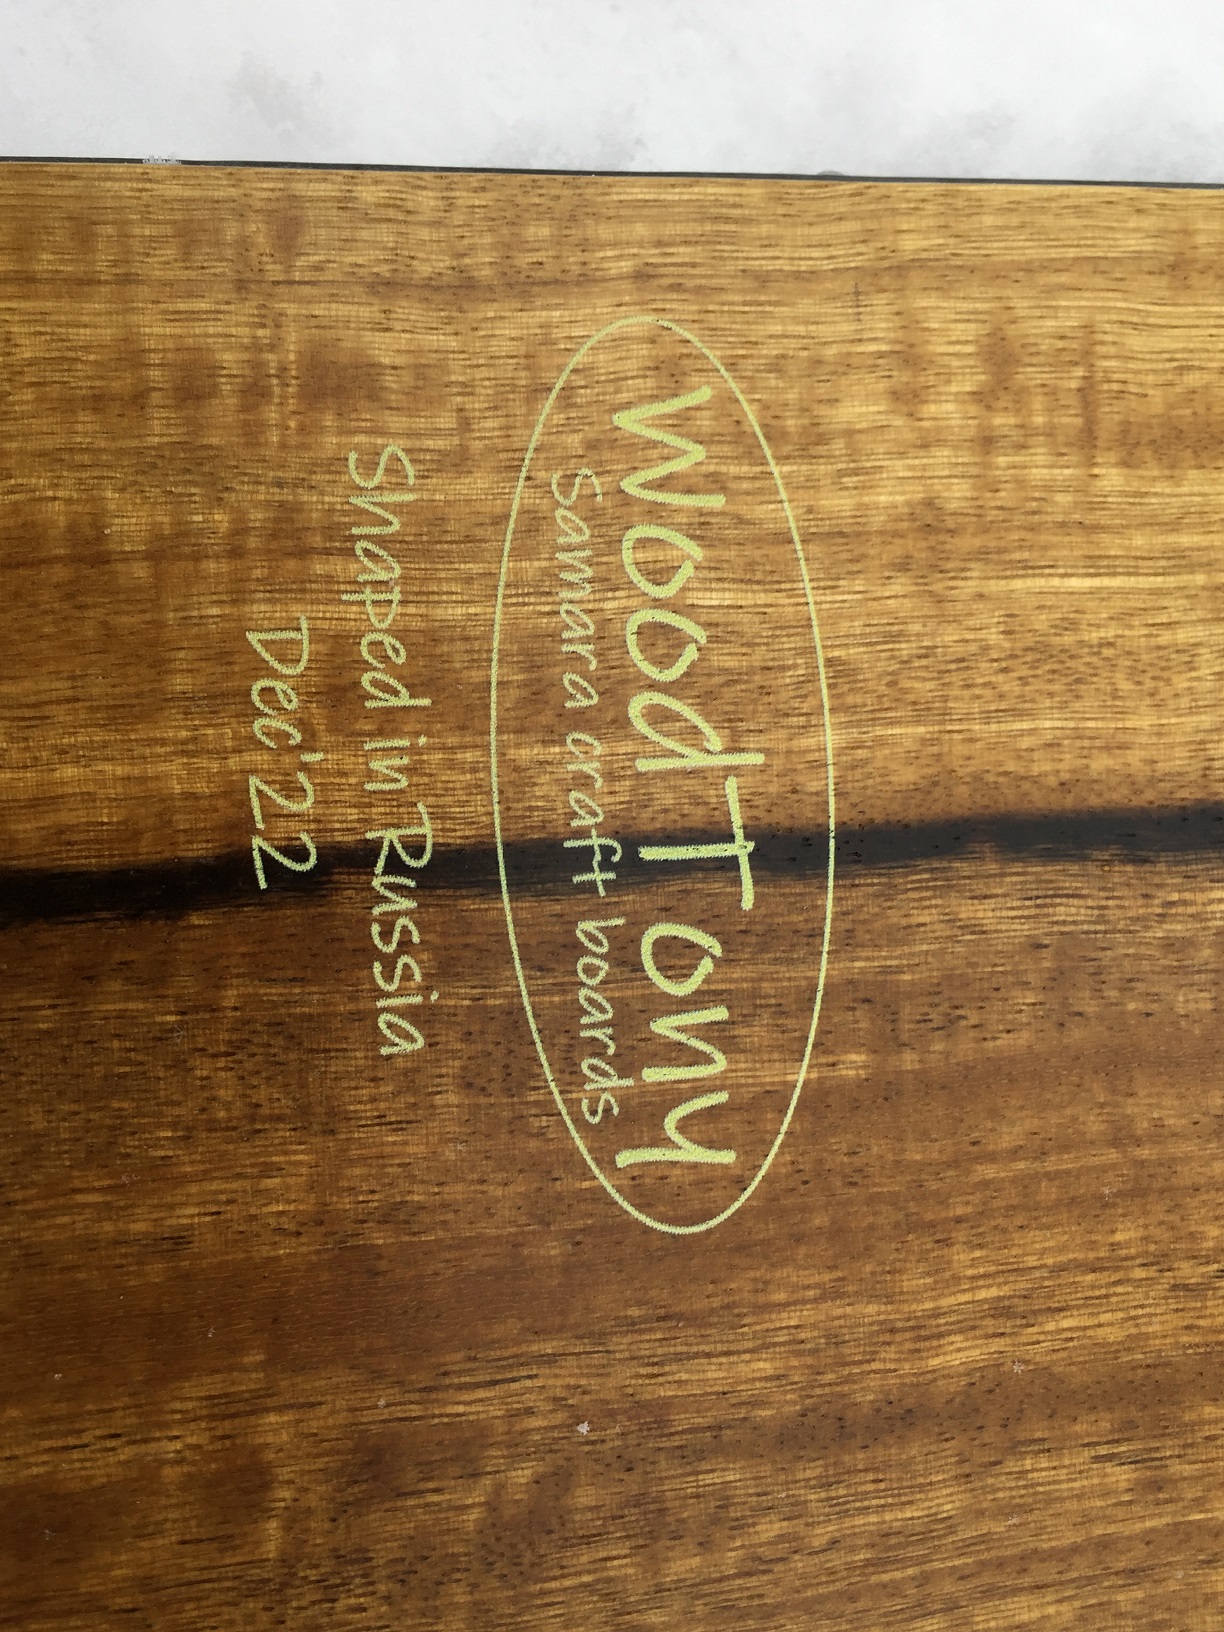 WoodTony
Samara craft boards
Shaped in Russia
Dec'22